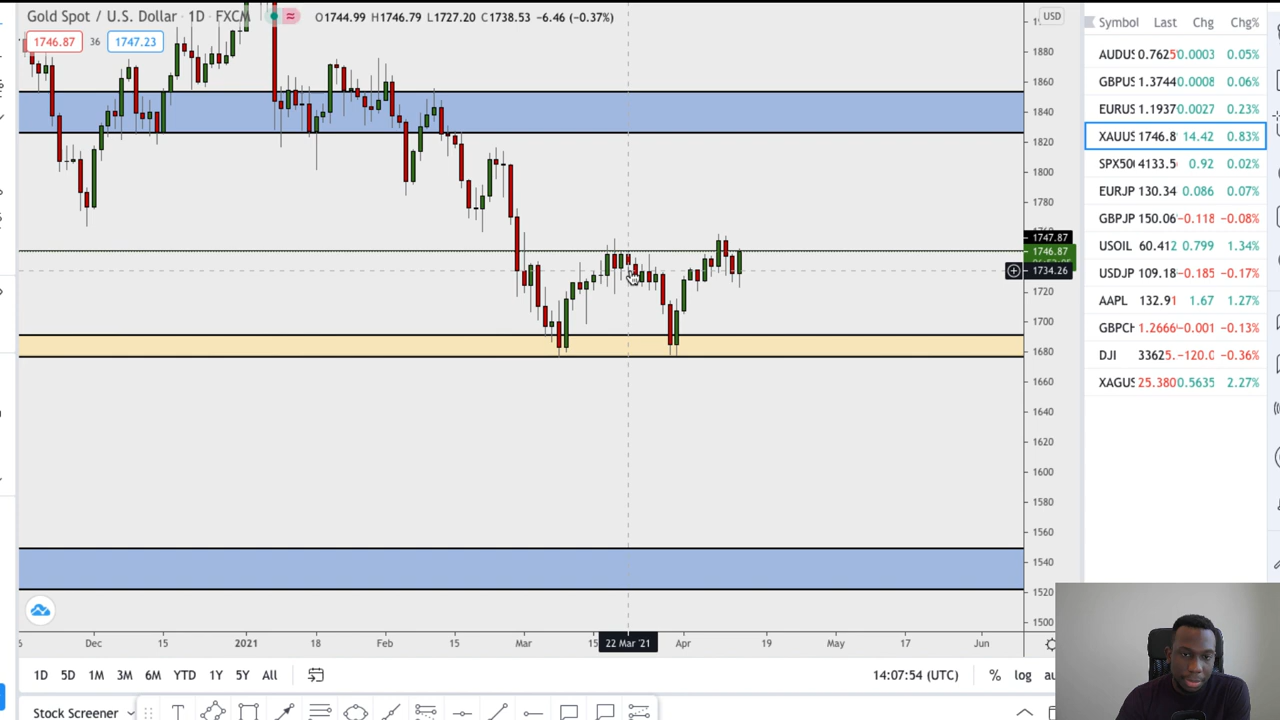 Gold Spot / U.S. Dollar · 1D · FXCM O1744.99 H1746.79 L1727.20 C1738.53 −6.46 (−0.37%)
1746.87 36 1747.23
USD
1880
1860
1840
1820
1800
1780
1747.87
1746.87
1734.26
1720
1700
1680
1660
1640
1620
1600
1580
1560
1540
1520
1500
Dec 15 2021 18 Feb 15 Mar 15 22 Mar '21 Apr 19 May 17 Jun
1D 5D 1M 3M 6M YTD 1Y 5Y All 14:07:54 (UTC) % log au
Stock Screener
Symbol Last Chg Chg%
AUDUS 0.7625 0.0003 0.05%
GBPUS 1.3744 0.0008 0.06%
EURUS 1.1937 0.0027 0.23%
XAUUS 1746.8 14.42 0.83%
SPX50 4133.5 0.92 0.02%
EURJP 130.34 0.086 0.07%
GBPJP 150.06 −0.118 −0.08%
USOIL 60.412 0.799 1.34%
USDJP 109.18 −0.185 −0.17%
AAPL 132.91 1.67 1.27%
GBPCH 1.2666 −0.001 −0.13%
DJI 33625. −120.0 −0.36%
XAGUS 25.380 0.5635 2.27%